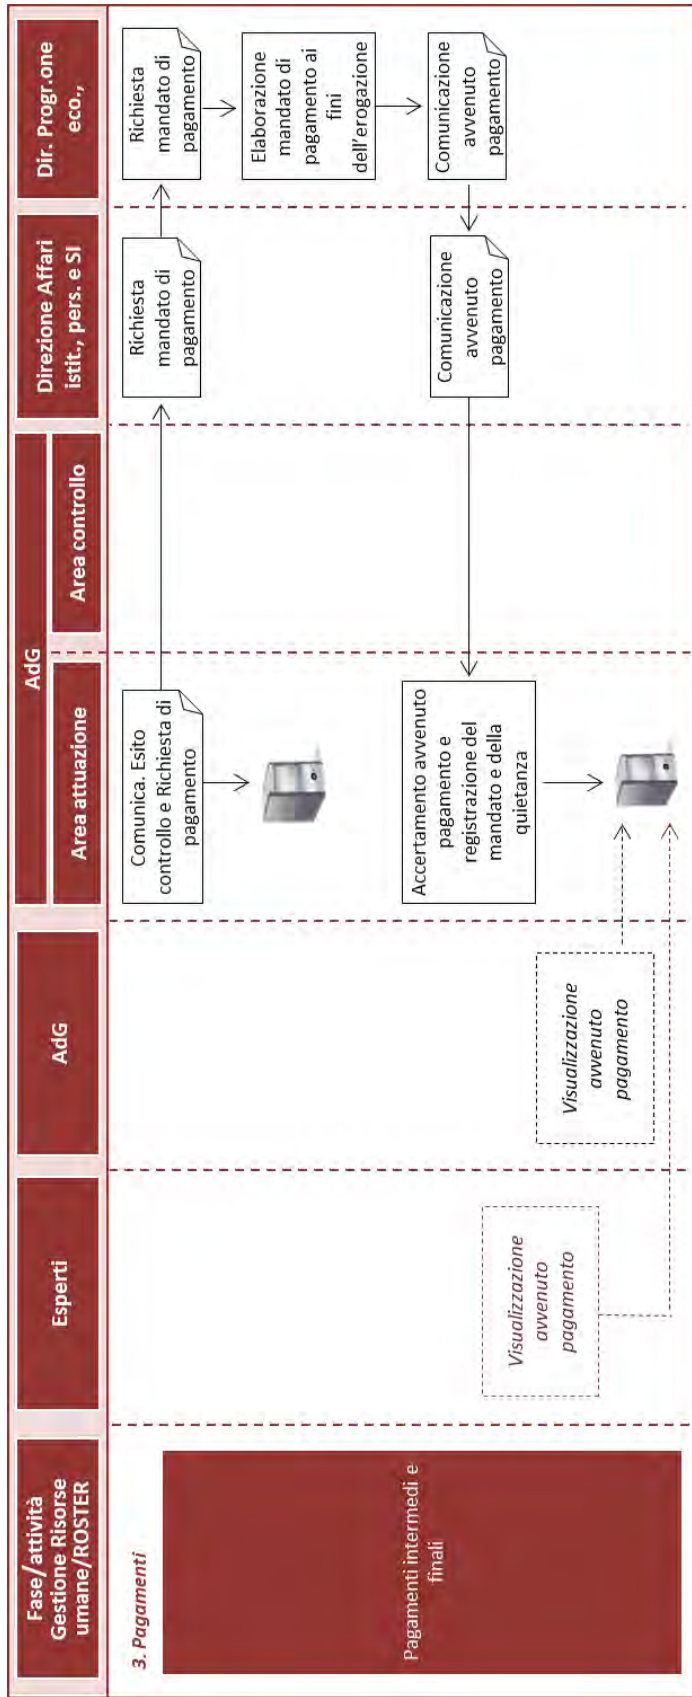 Fase/attività
Gestione Risorse
umane/ROSTER
Esperti
AdG
AdG
Area attuazione
Area controllo
Direzione Affari
istit., pers. e SI
Dir. Progr.one
eco.,
3. Pagamenti
Pagamenti intermedi e
finali
Comunica. Esito
controllo e Richiesta di
pagamento
Richiesta
mandato di
pagamento
Richiesta
mandato di
pagamento
Elaborazione
mandato di
pagamento ai
fini
dell'erogazione
Comunicazione
avvenuto
pagamento
Comunicazione
avvenuto
pagamento
Accertamento avvenuto
pagamento e
registrazione del
mandato e della
quietanza
Visualizzazione
avvenuto
pagamento
Visualizzazione
avvenuto
pagamento